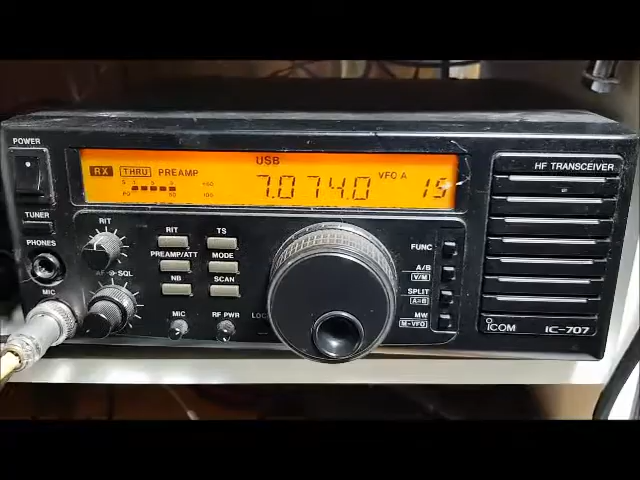 POWER
HF TRANSCEIVER
USB
RX THRU PREAMP
7.074.0 VFO A 15
TUNER
RIT
RIT TS
PHONES
PREAMP/ATT MODE
FUNC
AF SQL
NB SCAN
A/B
V/M
MIC
SPLIT
A=B
MIC RF PWR LOCK
MW
M▸VFO
ICOM IC-707